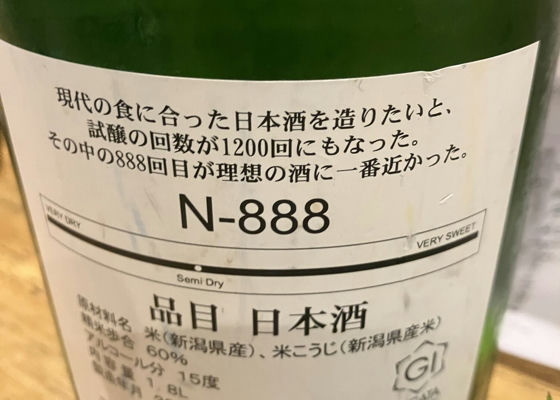 現代の食に合った日本酒を造りたいと、
試醸の回数が1200回にもなった。
その中の888回目が理想の酒に一番近かった。
N-888
VERY DRY
VERY SWEET
Semi Dry
品目 日本酒
原材料名 米(新潟県産)、米こうじ(新潟県産米)
精米歩合 60%
アルコール分 15度
内容量 1.8L
製造年月
GI